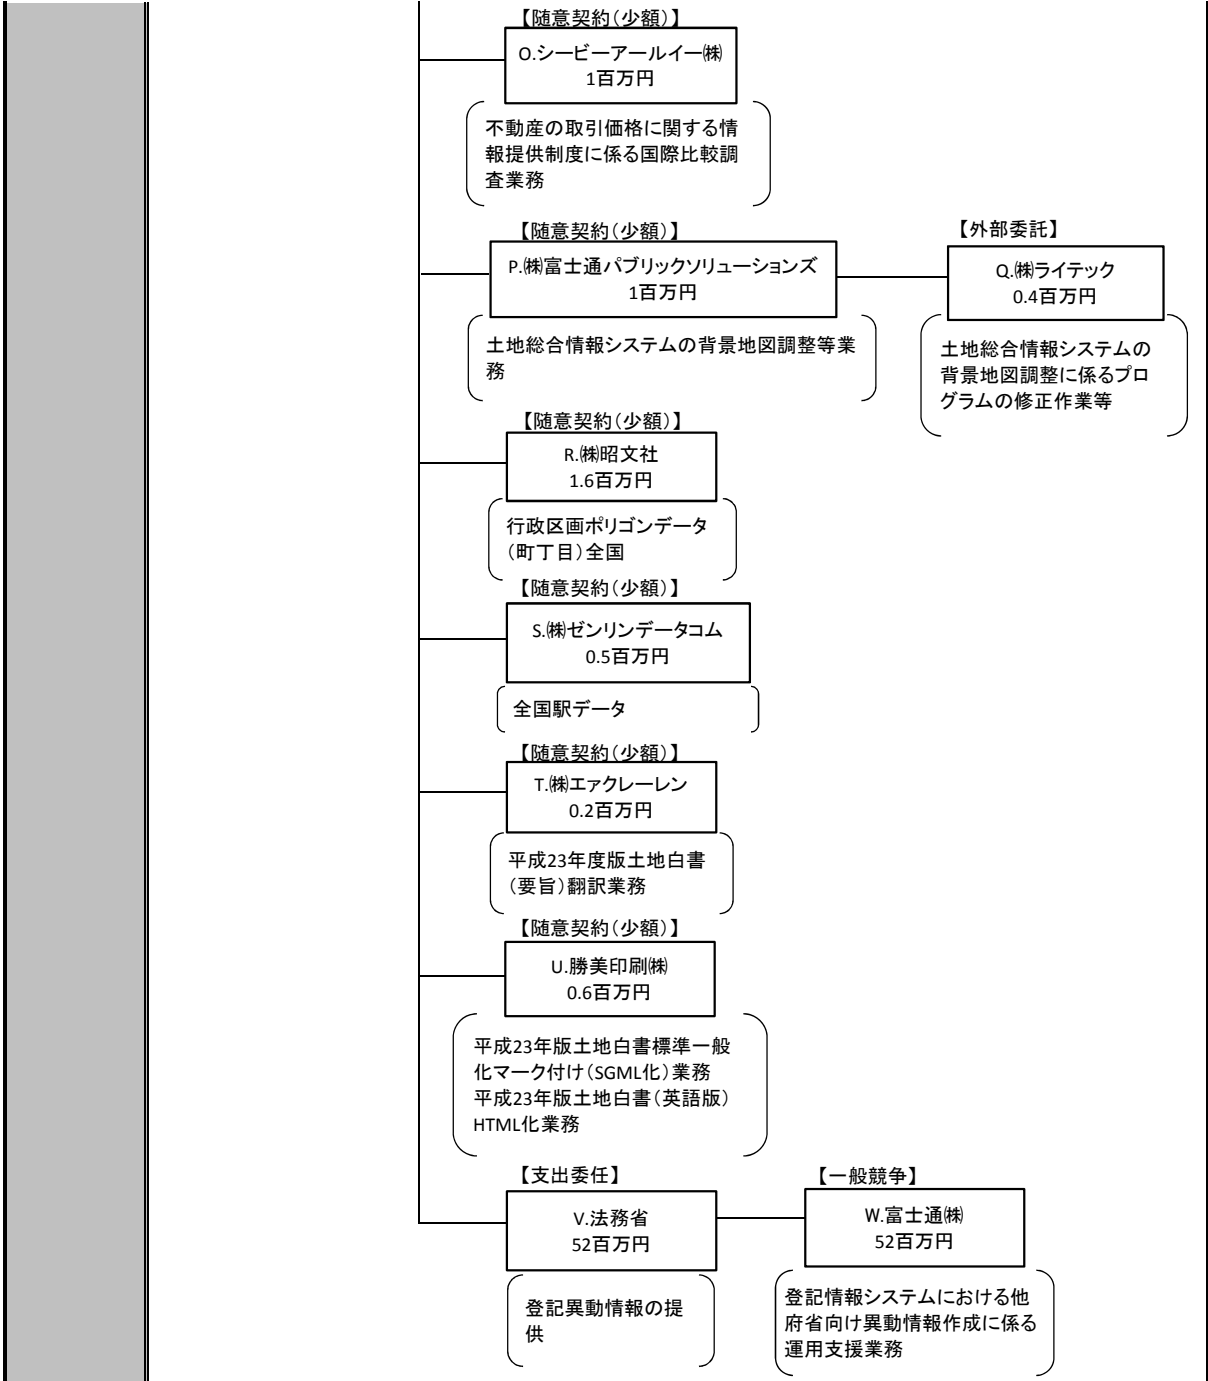 【随意契約（少額）】
O.シービーアールイー㈱
1百万円
不動産の取引価格に関する情
報提供制度に係る国際比較調
査業務
【随意契約（少額）】
P.㈱富士通パブリックソリューションズ
1百万円
土地総合情報システムの背景地図調整等業
務
【外部委託】
Q.㈱ライテック
0.4百万円
土地総合情報システムの
背景地図調整に係るプロ
グラムの修正作業等
【随意契約（少額）】
R.㈱昭文社
1.6百万円
行政区画ポリゴンデータ
（町丁目）全国
【随意契約（少額）】
S.㈱ゼンリンデータコム
0.5百万円
全国駅データ
【随意契約（少額）】
T.㈱エァクレーレン
0.2百万円
平成23年度版土地白書
（要旨）翻訳業務
【随意契約（少額）】
U.勝美印刷㈱
0.6百万円
平成23年版土地白書標準一般
化マーク付け（SGML化）業務
平成23年版土地白書（英語版）
HTML化業務
【支出委任】
V.法務省
52百万円
登記異動情報の提
供
【一般競争】
W.富士通㈱
52百万円
登記情報システムにおける他
府省向け異動情報作成に係る
運用支援業務